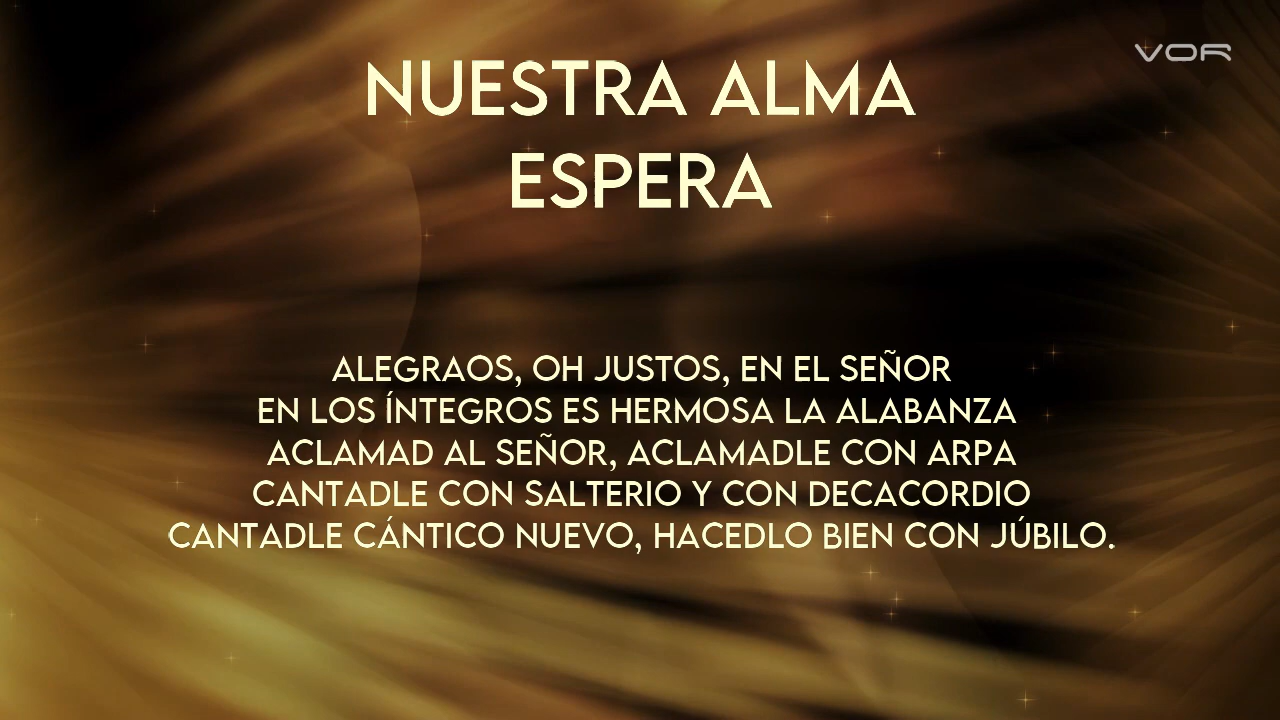 VOR
NUESTRA ALMA
ESPERA
ALEGRAOS, OH JUSTOS, EN EL SEÑOR
EN LOS ÍNTEGROS ES HERMOSA LA ALABANZA
ACLAMAD AL SEÑOR, ACLAMADLE CON ARPA
CANTADLE CON SALTERIO Y CON DECACORDIO
CANTADLE CÁNTICO NUEVO, HACEDLO BIEN CON JÚBILO.